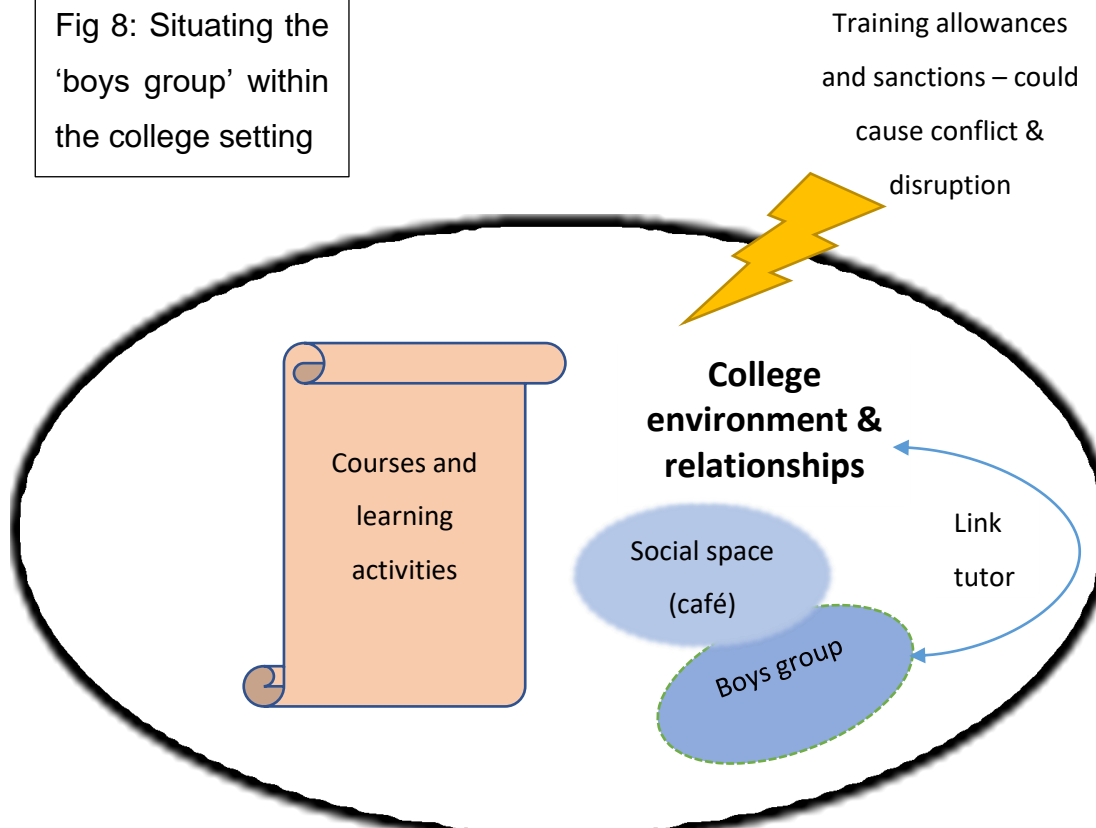 Fig 8: Situating the
‘boys group’ within
the college setting
Training allowances
and sanctions – could
cause conflict &
disruption
College
environment &
relationships
Courses and
learning
activities
Social space
(café)
Link
tutor
Boys group